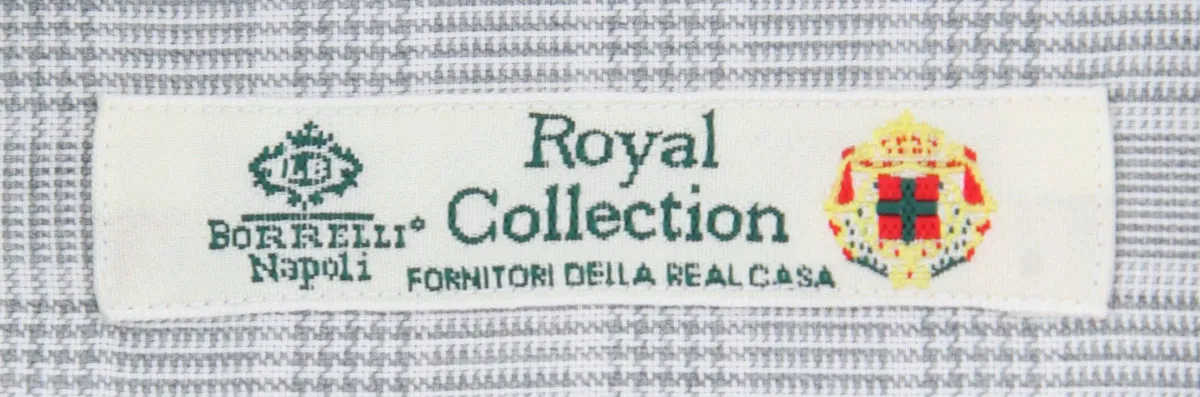 LB
BORRELLI®
Napoli
Royal
Collection
FORNITORI DELLA REAL CASA